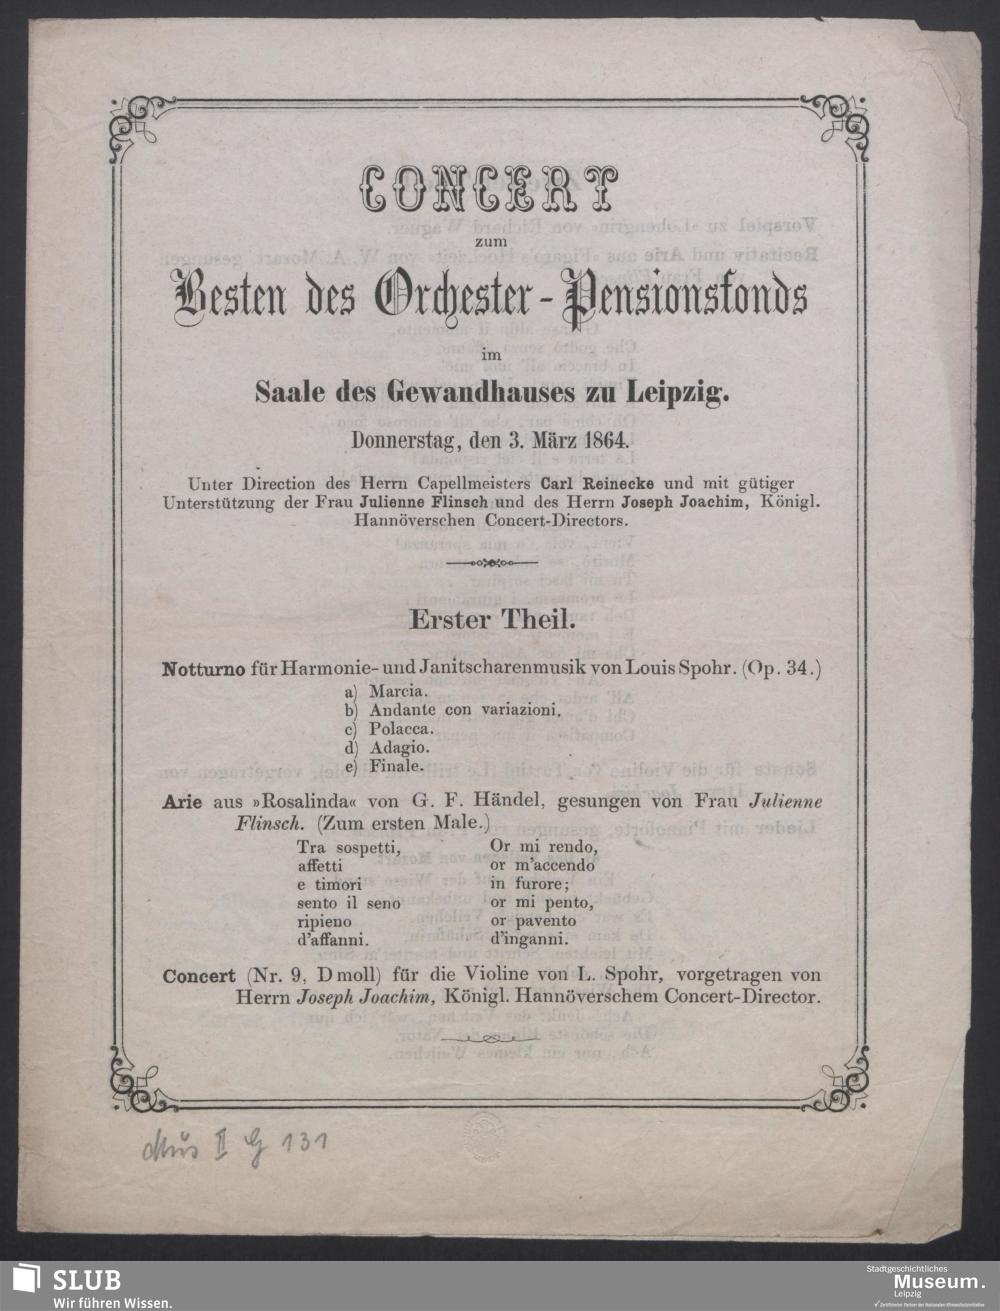 CONCERT
zum
Besten des Orchester-Pensionsfonds
im
Saale des Gewandhauses zu Leipzig.
Donnerstag, den 3. März 1864.
Unter Direction des Herrn Capellmeisters Carl Reinecke und mit gütiger
Unterstützung der Frau Julienne Flinsch und des Herrn Joseph Joachim, Königl.
Hannöverschen Concert-Directors.
Erster Theil.
Notturno für Harmonie- und Janitscharenmusik von Louis Spohr. (Op. 34.)
a) Marcia.
b) Andante con variazioni.
c) Polacca.
d) Adagio.
e) Finale.
Arie aus »Rosalinda« von G. F. Händel, gesungen von Frau Julienne
Flinsch. (Zum ersten Male.)
Tra sospetti,
affetti
e timori
sento il seno
ripieno
d'affanni.
Or mi rendo,
or m'accendo
in furore;
or mi pento,
or pavento
d'inganni.
Concert (Nr. 9, D moll) für die Violine von L. Spohr, vorgetragen von
Herrn Joseph Joachim, Königl. Hannöverschem Concert-Director.
Mus II G 131
SLUB
Wir führen Wissen.
Stadtgeschichtliches
Museum.
Leipzig